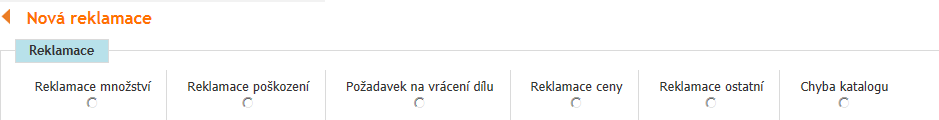 Nová reklamace
Reklamace
Reklamace množství Reklamace poškození Požadavek na vrácení dílu Reklamace ceny Reklamace ostatní Chyba katalogu